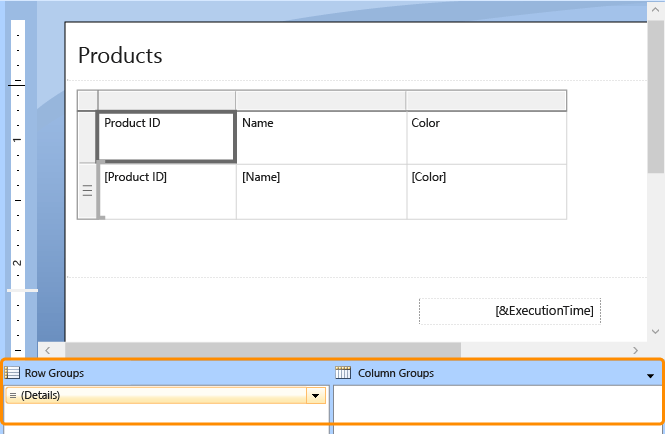 Products
Product ID Name Color
1
[Product ID] [Name] [Color]
2
[&ExecutionTime]
Row Groups Column Groups
(Details)